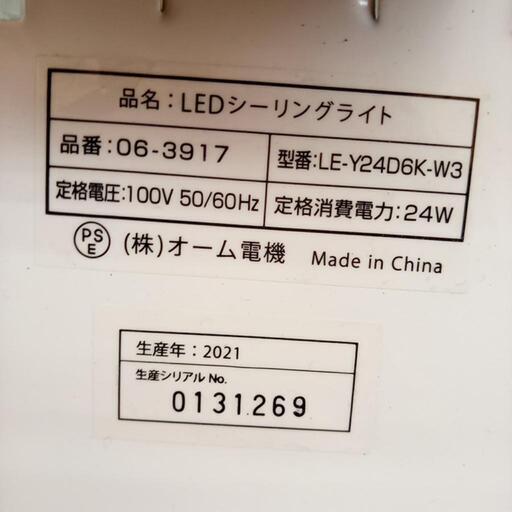 品名：LEDシーリングライト
品番：06-3917 型番：LE-Y24D6K-W3
定格電圧：100V 50/60Hz 定格消費電力：24W
PSE (株)オーム電機 Made in China
生産年：2021
生産シリアルNo.
0131269